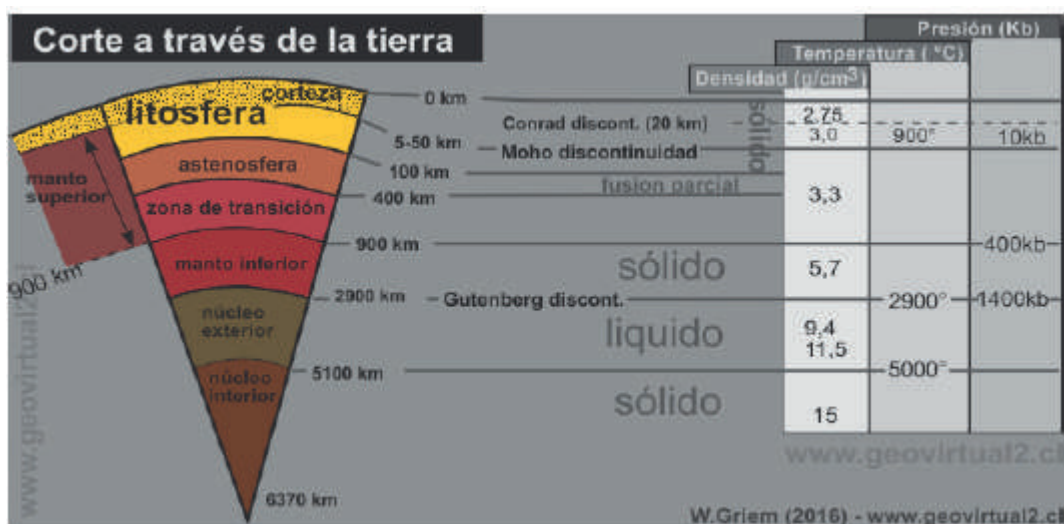 Corte a través de la tierra
Presión (Kb)
Temperatura ( °C)
Densidad (g/cm3)
corteza
litosfera
0 km
sólido
2,75
Conrad discont. (20 km)
5-50 km
3,0
900°
10kb
Moho discontinuidad
astenosfera
100 km
manto
superior
fusion parcial
zona de transición
400 km
3,3
900 km
900 km
400kb
manto inferior
sólido
5,7
2900 km
Gutenberg discont.
2900°
1400kb
núcleo
exterior
liquido
9,4
11,5
5100 km
5000°
núcleo
interior
sólido
15
www.geovirtual2.cl
www.geovirtual2.cl
6370 km
W.Griem (2016) - www.geovirtual2.cl